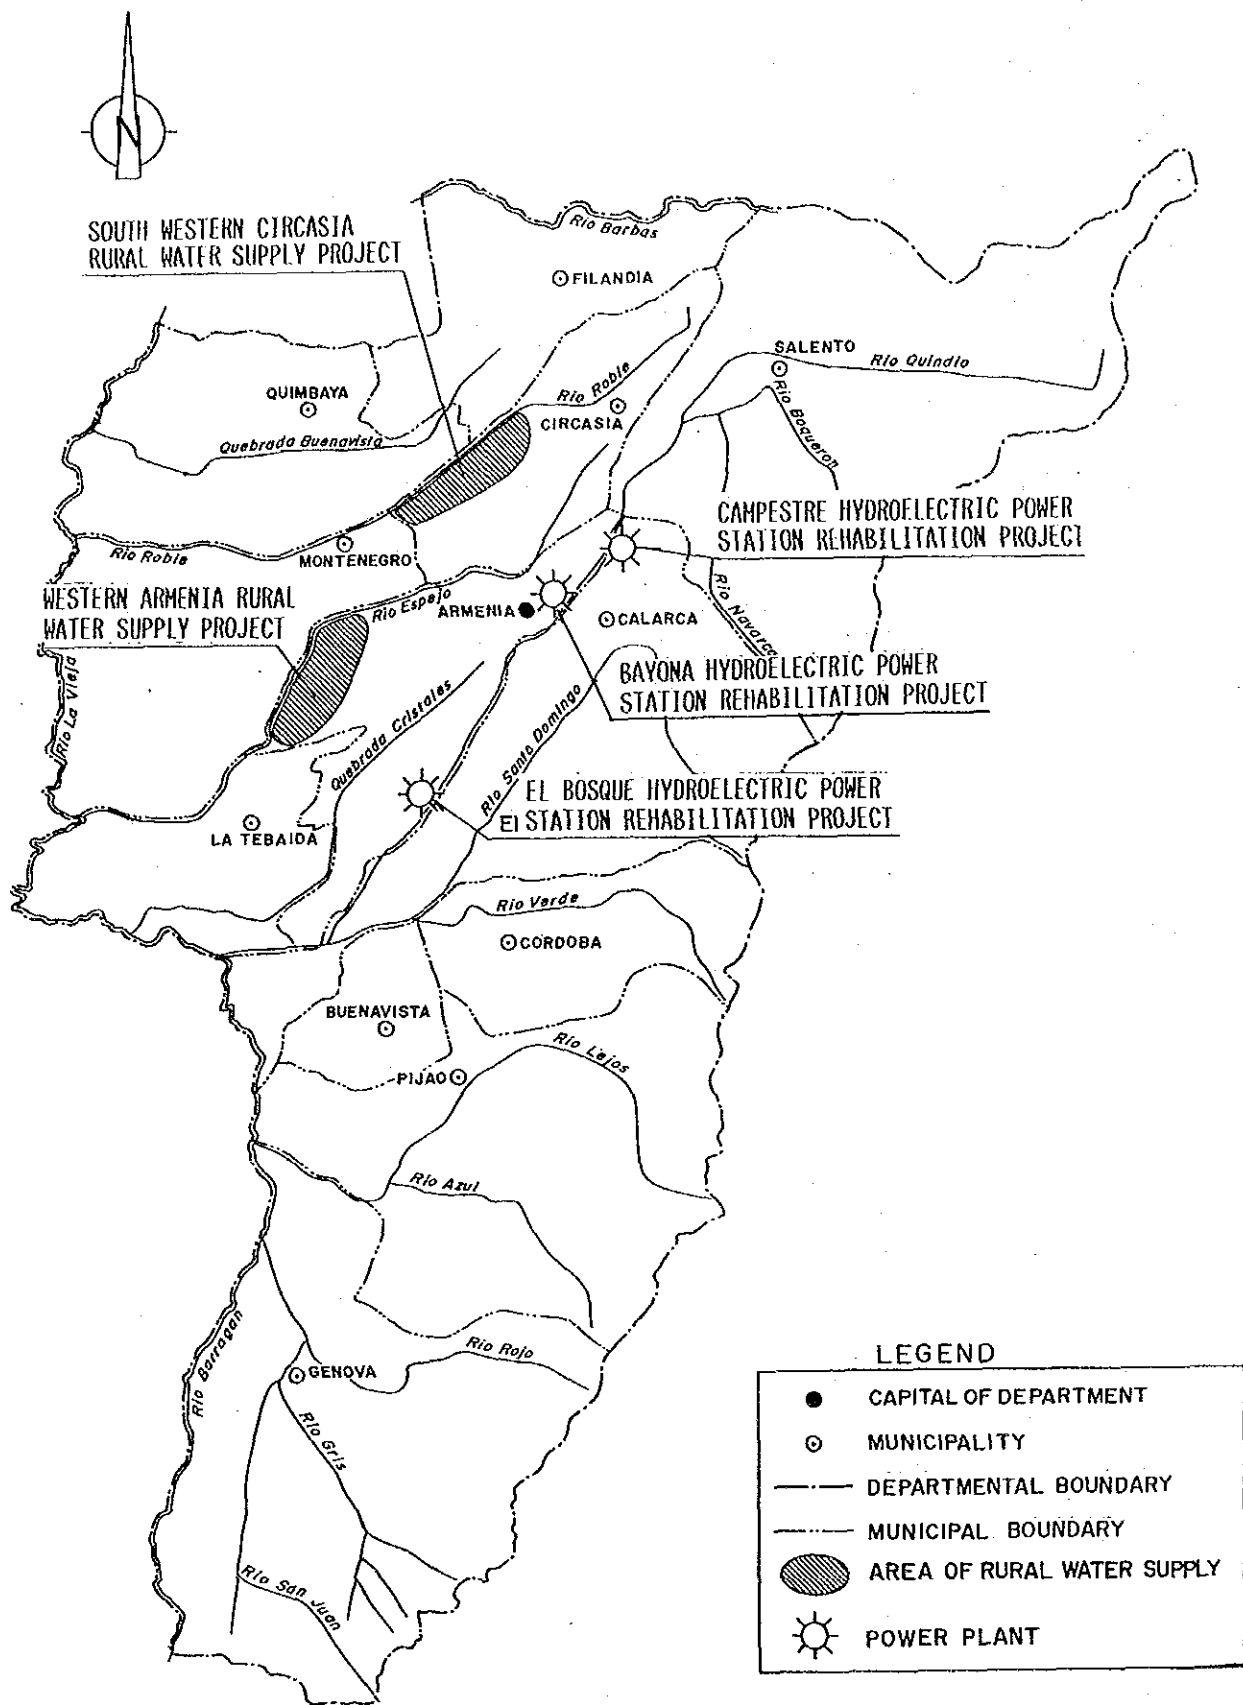 N
SOUTH WESTERN CIRCASIA
RURAL WATER SUPPLY PROJECT
Rio Barbas
FILANDIA
SALENTO
Rio Quindio
QUIMBAYA
Rio Roble
CIRCASIA
Rio Boqueron
Quebrada Buenavista
CAMPESTRE HYDROELECTRIC POWER
STATION REHABILITATION PROJECT
Rio Roble
MONTENEGRO
WESTERN ARMENIA RURAL
WATER SUPPLY PROJECT
Rio Espejo
ARMENIA
CALARCA
Rio Navarco
BAYONA HYDROELECTRIC POWER
STATION REHABILITATION PROJECT
Rio La Vieja
Quebrada Cristales
Rio Santo Domingo
EL BOSQUE HYDROELECTRIC POWER
El STATION REHABILITATION PROJECT
LA TEBAIDA
Rio Verde
CORDOBA
BUENAVISTA
Rio Lejos
PIJAO
Rio Azul
Rio Barragan
Rio Rojo
GENOVA
Rio Gris
Rio San Juan
LEGEND
CAPITAL OF DEPARTMENT
MUNICIPALITY
DEPARTMENTAL BOUNDARY
MUNICIPAL BOUNDARY
AREA OF RURAL WATER SUPPLY
POWER PLANT